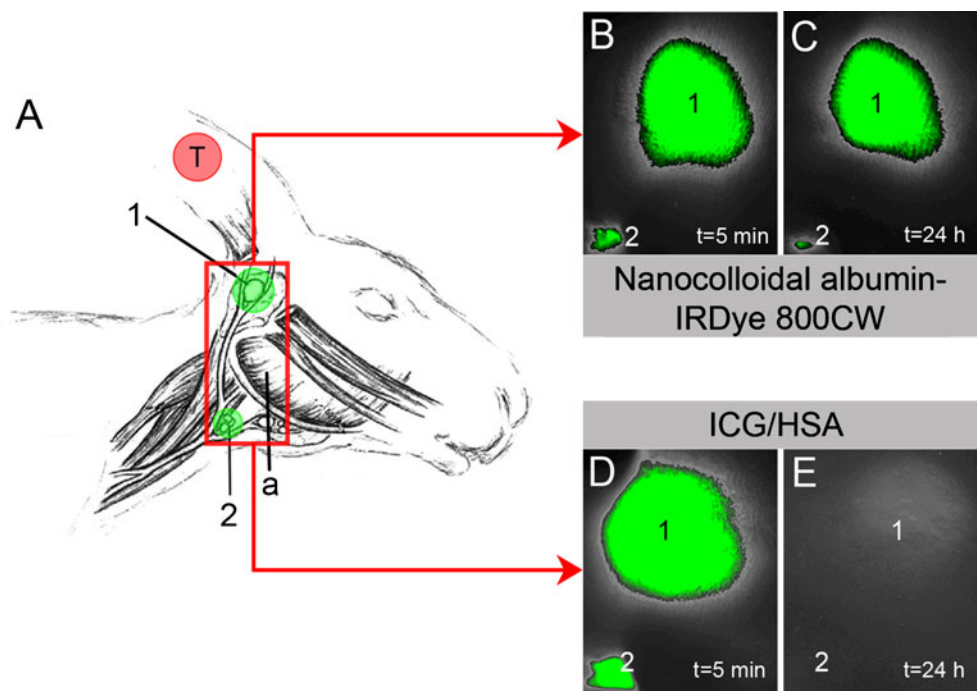 A
T
1
2
a
B
1
2
t=5 min
C
1
2
t=24 h
Nanocolloidal albumin-
IRDye 800CW
ICG/HSA
D
1
2
t=5 min
E
1
2
t=24 h